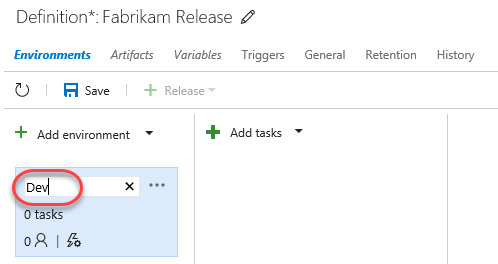 Definition*: Fabrikam Release
Environments Artifacts Variables Triggers General Retention History
Save Release
Add environment Add tasks
Dev
0 tasks
0 |